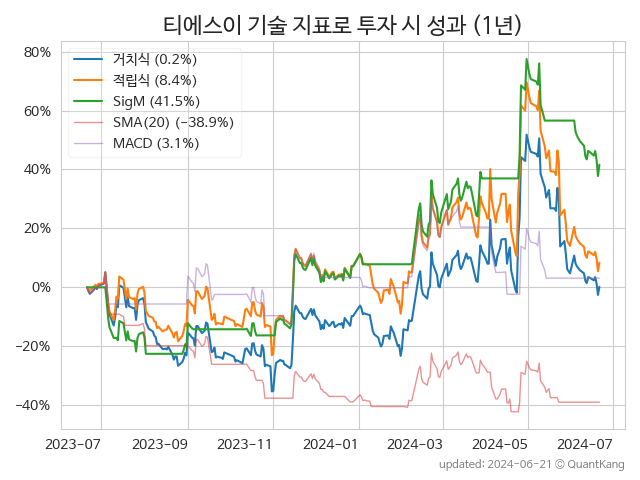 티에스이 기술 지표로 투자 시 성과 (1년)
80%
60%
40%
20%
0%
−20%
−40%
거치식 (0.2%)
적립식 (8.4%)
SigM (41.5%)
SMA(20) (−38.9%)
MACD (3.1%)
2023-07 2023-09 2023-11 2024-01 2024-03 2024-05 2024-07
updated: 2024-06-21 © QuantKang